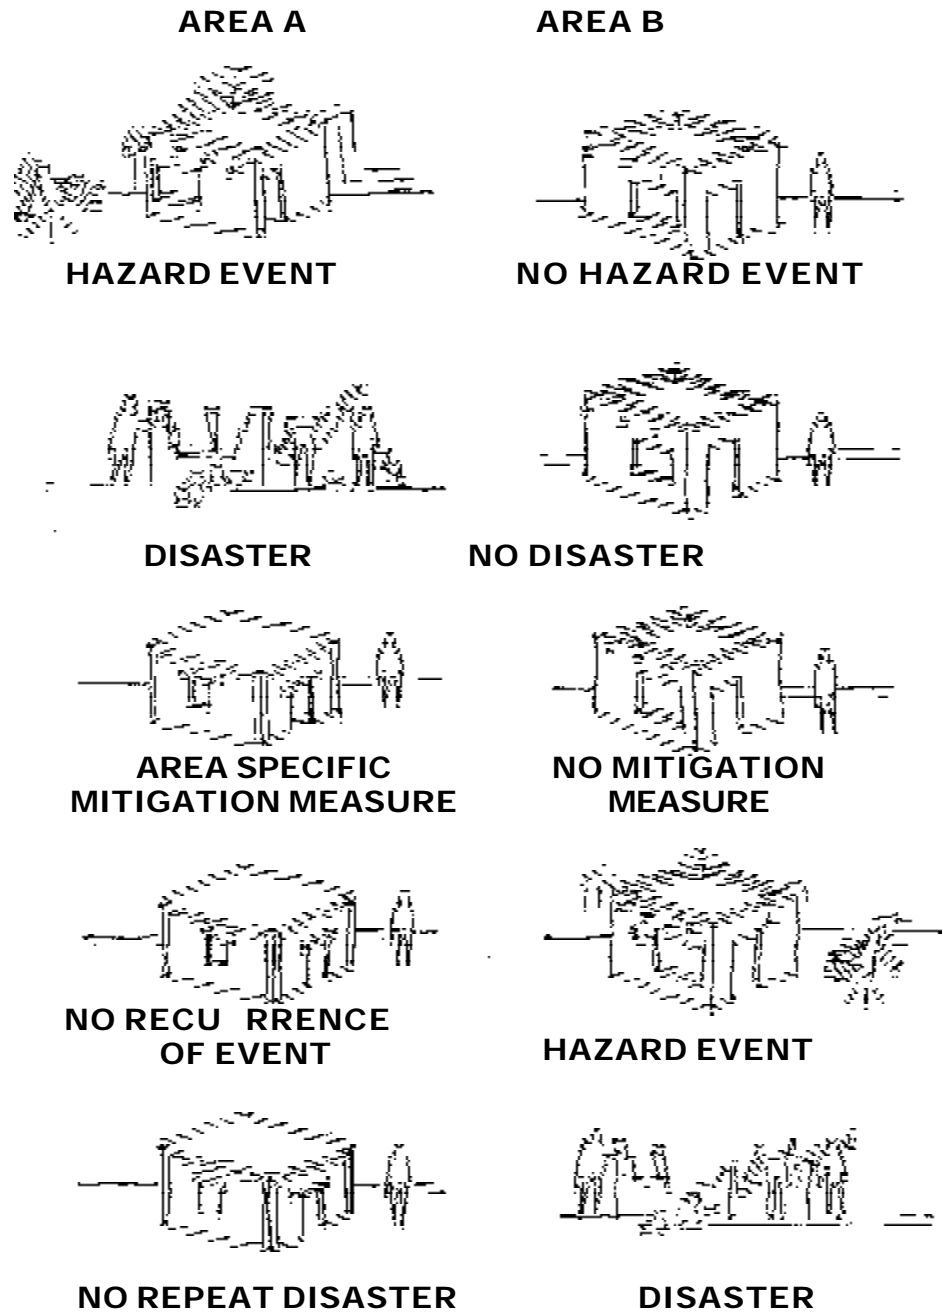 AREA A AREA B
HAZARD EVENT NO HAZARD EVENT
DISASTER NO DISASTER
AREA SPECIFIC
MITIGATION MEASURE
NO MITIGATION
MEASURE
NO RECU RRENCE
OF EVENT
HAZARD EVENT
NO REPEAT DISASTER DISASTER